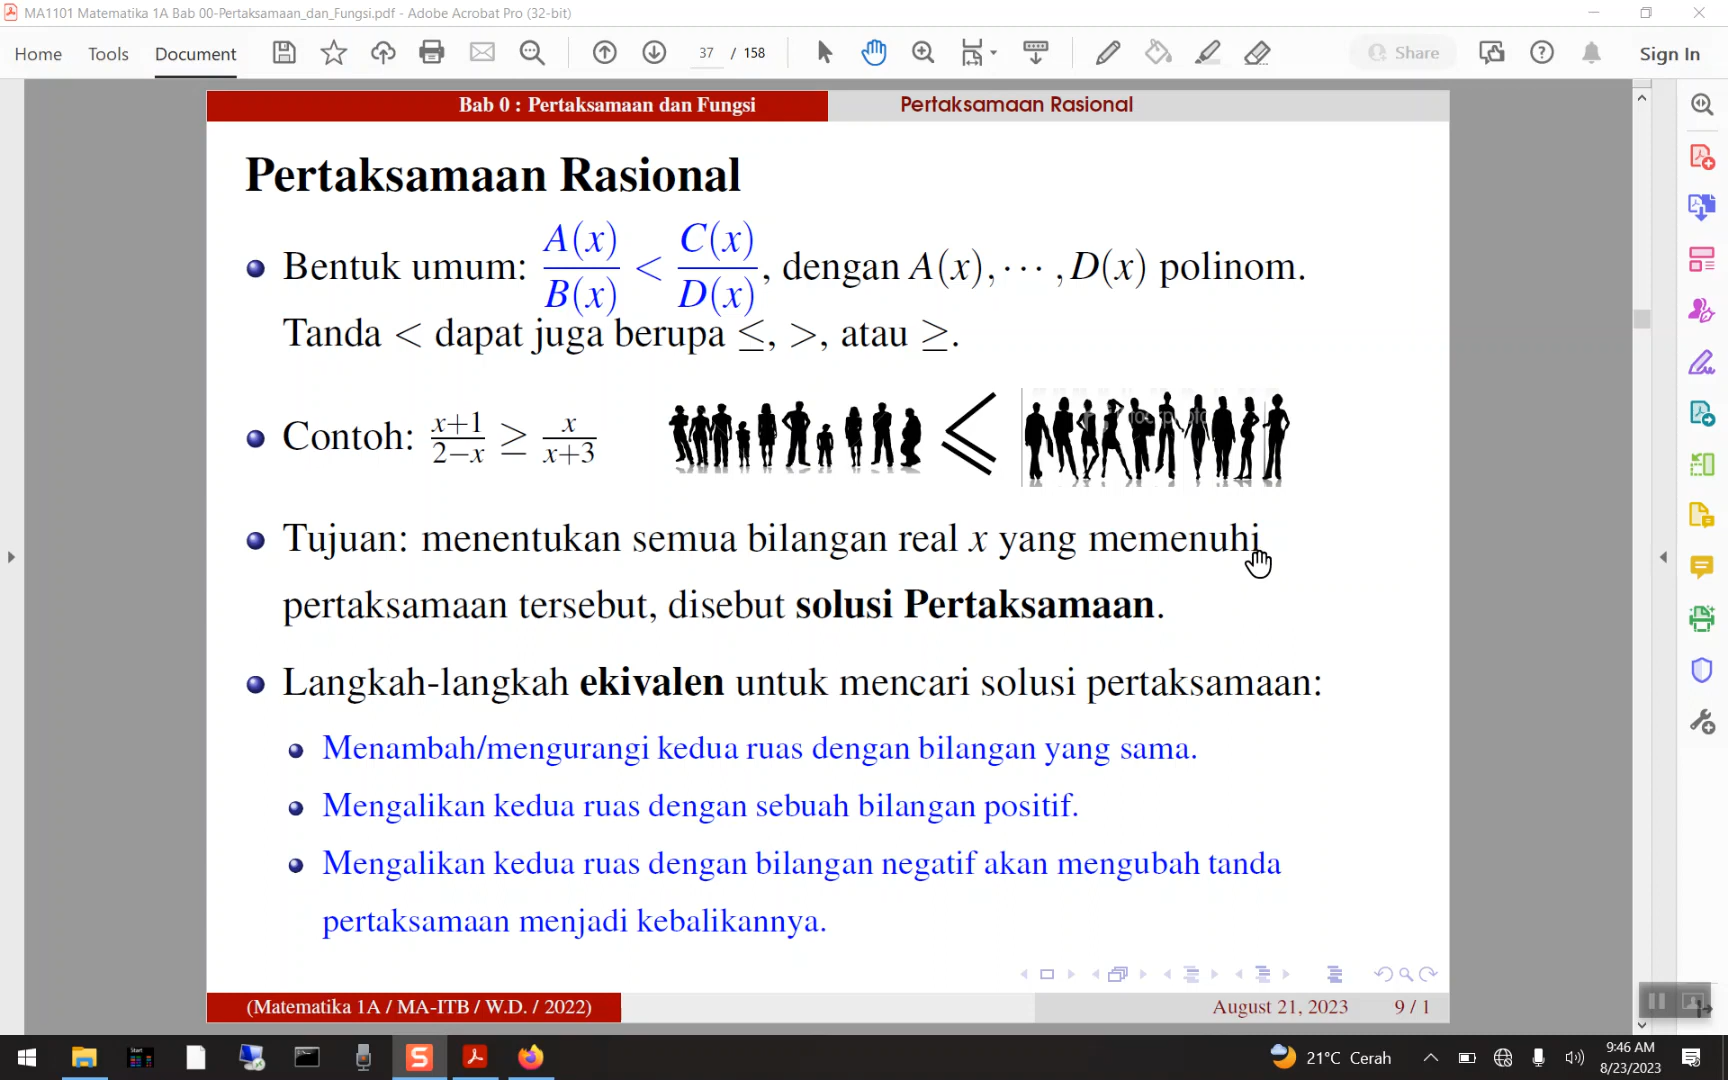 MA1101 Matematika 1A Bab 00-Pertaksamaan_dan_Fungsi.pdf - Adobe Acrobat Pro (32-bit)
Home Tools Document 37 / 158 Share Sign In
Bab 0 : Pertaksamaan dan Fungsi Pertaksamaan Rasional
Pertaksamaan Rasional
Bentuk umum: A(x)/B(x) < C(x)/D(x), dengan A(x), ⋯ , D(x) polinom.
Tanda < dapat juga berupa ≤, >, atau ≥.
Contoh: x+1/2−x ≥ x/x+3 ≤
Tujuan: menentukan semua bilangan real x yang memenuhi
pertaksamaan tersebut, disebut solusi Pertaksamaan.
Langkah-langkah ekivalen untuk mencari solusi pertaksamaan:
Menambah/mengurangi kedua ruas dengan bilangan yang sama.
Mengalikan kedua ruas dengan sebuah bilangan positif.
Mengalikan kedua ruas dengan bilangan negatif akan mengubah tanda
pertaksamaan menjadi kebalikannya.
(Matematika 1A / MA-ITB / W.D. / 2022) August 21, 2023 9 / 1
Start
21°C Cerah
9:46 AM
8/23/2023